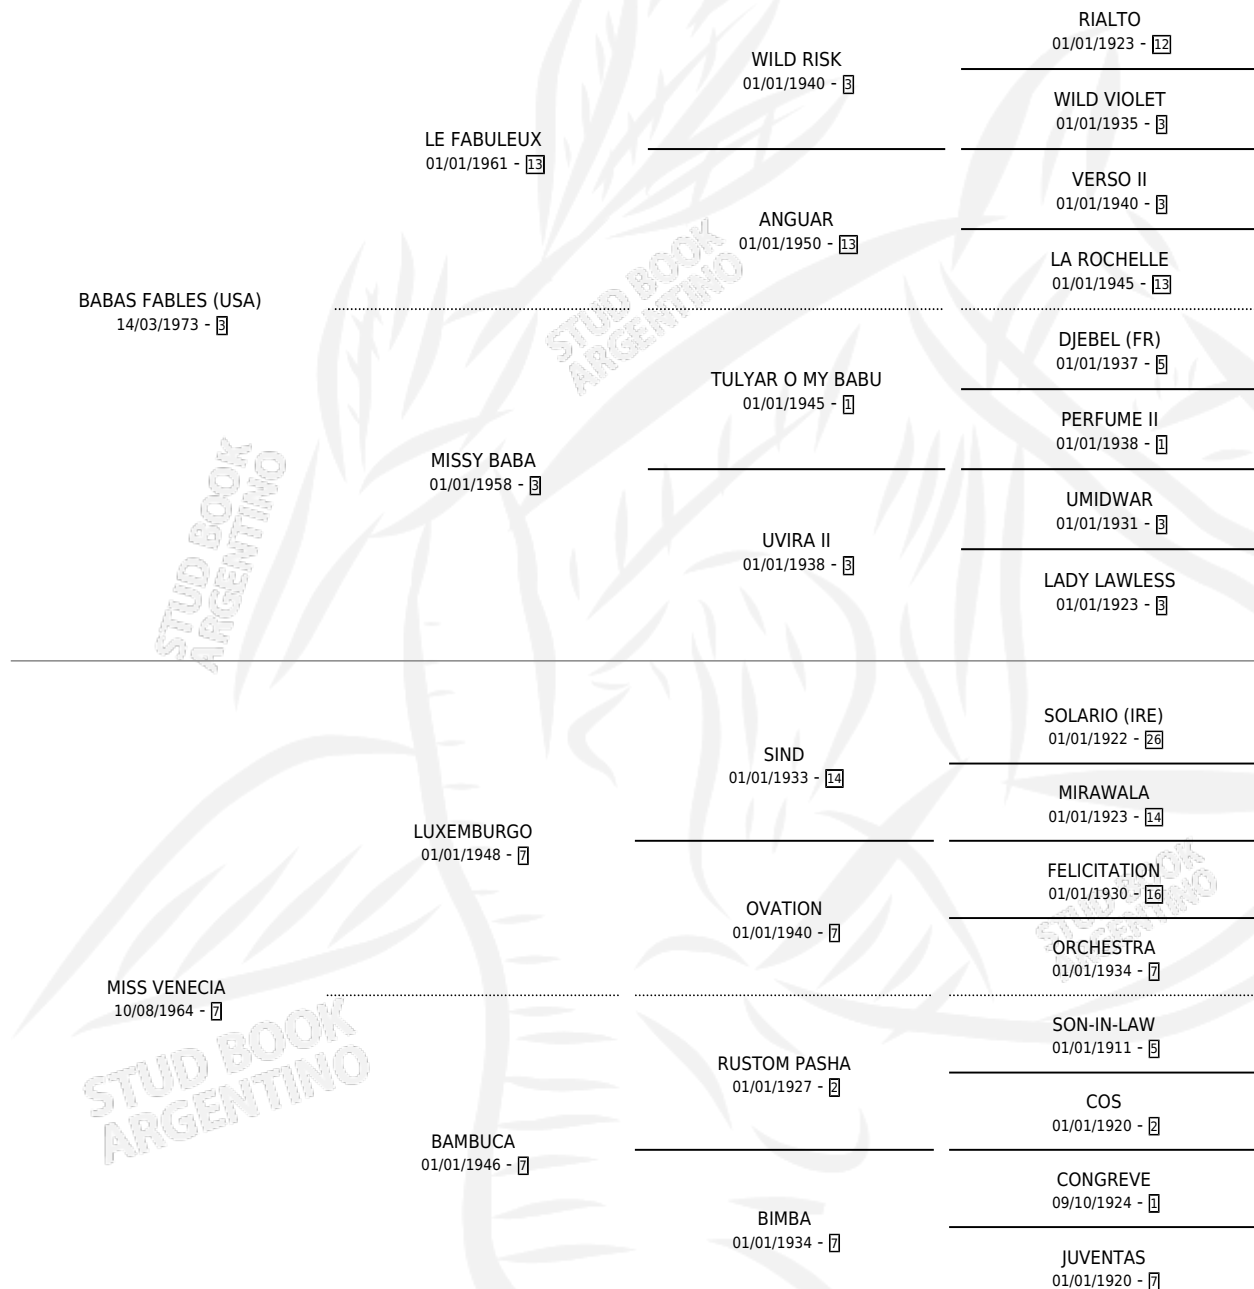 RIALTO
01/01/1923 - 12
WILD RISK
01/01/1940 - 3
WILD VIOLET
01/01/1935 - 3
LE FABULEUX
01/01/1961 - 13
VERSO II
01/01/1940 - 3
ANGUAR
01/01/1950 - 13
LA ROCHELLE
01/01/1945 - 13
BABAS FABLES (USA)
14/03/1973 - 3
DJEBEL (FR)
01/01/1937 - 5
TULYAR O MY BABU
01/01/1945 - 1
PERFUME II
01/01/1938 - 1
MISSY BABA
01/01/1958 - 3
UMIDWAR
01/01/1931 - 3
UVIRA II
01/01/1938 - 3
LADY LAWLESS
01/01/1923 - 3
STUD BOOK
ARGENTINO
STUD BOOK
ARGENTINO
SOLARIO (IRE)
01/01/1922 - 26
SIND
01/01/1933 - 14
MIRAWALA
01/01/1923 - 14
LUXEMBURGO
01/01/1948 - 7
FELICITATION
01/01/1930 - 16
OVATION
01/01/1940 - 7
ORCHESTRA
01/01/1934 - 7
STUD BOOK
ARGENTINO
MISS VENECIA
10/08/1964 - 7
SON-IN-LAW
01/01/1911 - 5
RUSTOM PASHA
01/01/1927 - 2
COS
01/01/1920 - 2
STUD BOOK
ARGENTINO
BAMBUCA
01/01/1946 - 7
CONGREVE
09/10/1924 - 1
BIMBA
01/01/1934 - 7
JUVENTAS
01/01/1920 - 7